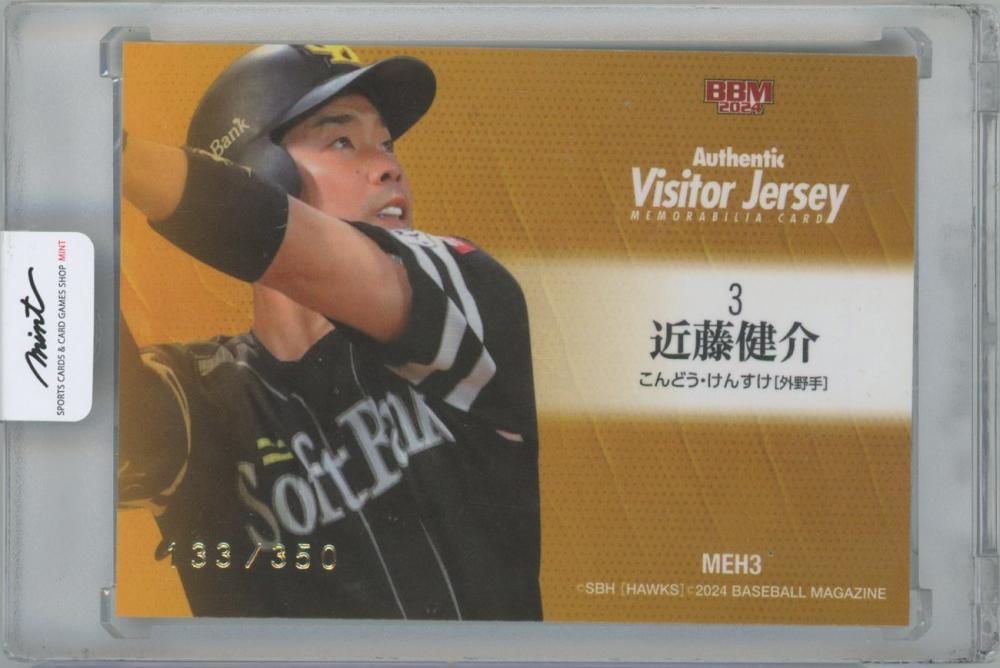 BBM
2024
Authentic
Visitor Jersey
MEMORABILIA CARD
3
近藤健介
こんどう・けんすけ[外野手]
Bank
SoftBank
133/350
MEH3
©SBH [HAWKS] ©2024 BASEBALL MAGAZINE
mint
SPORTS CARDS & CARD GAMES SHOP MINT